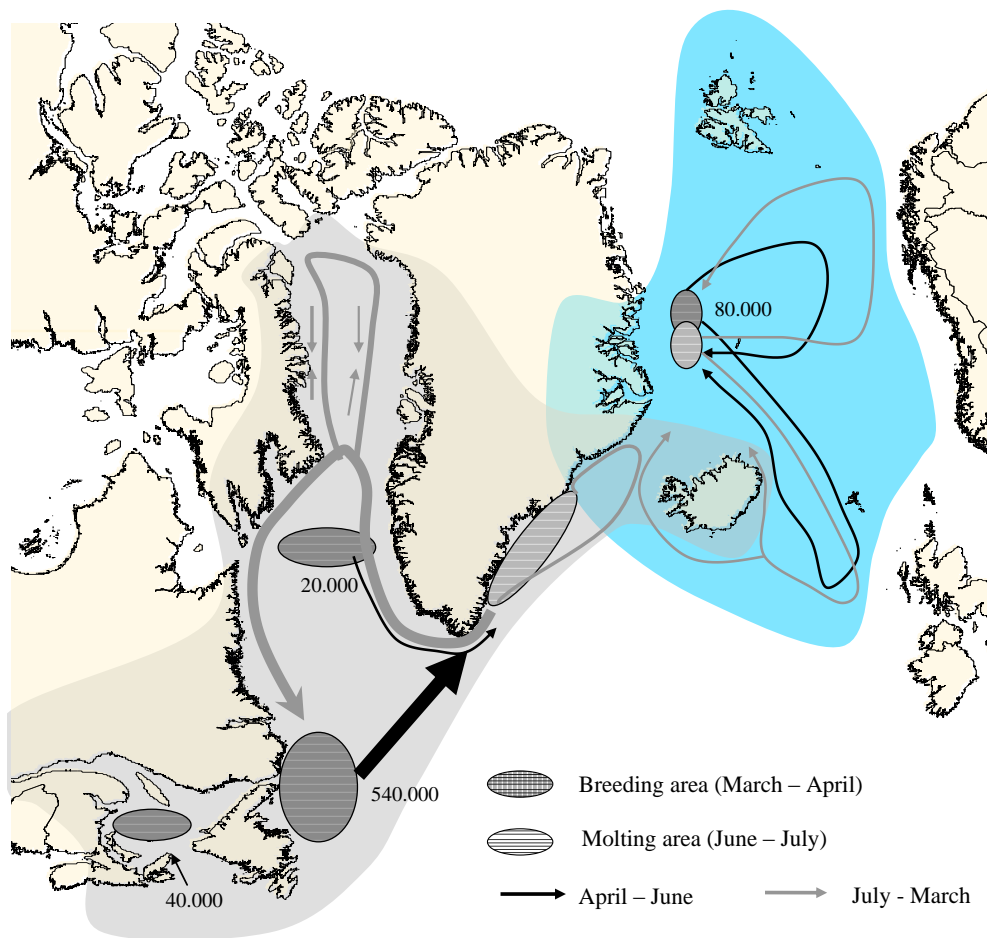 80.000
20.000
540.000
40.000
Breeding area (March – April)
Molting area (June – July)
April – June
July - March